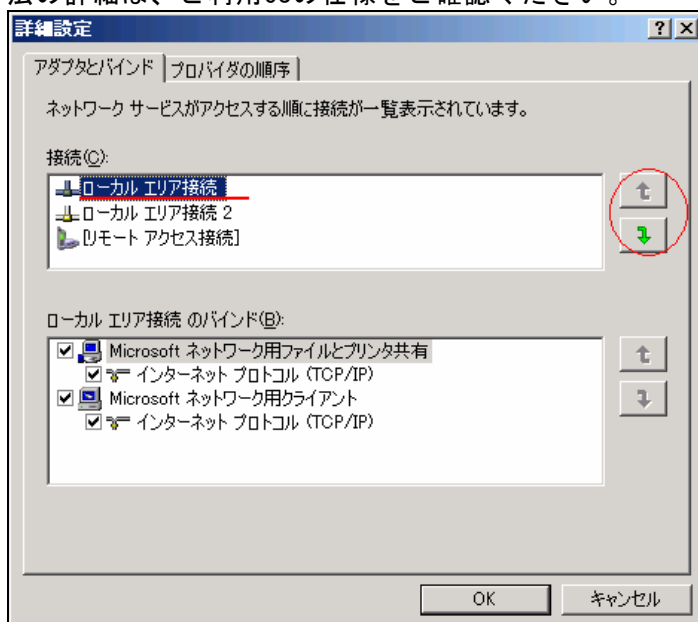 法の詳細は、ご利用OSの仕様をご確認ください。
詳細設定
アダプタとバインド プロバイダの順序
ネットワーク サービスがアクセスする順に接続が一覧表示されています。
接続(C):
ローカル エリア接続
ローカル エリア接続 2
[リモート アクセス接続]
ローカル エリア接続 のバインド(B):
Microsoft ネットワーク用ファイルとプリンタ共有
インターネット プロトコル (TCP/IP)
Microsoft ネットワーク用クライアント
インターネット プロトコル (TCP/IP)
OK キャンセル